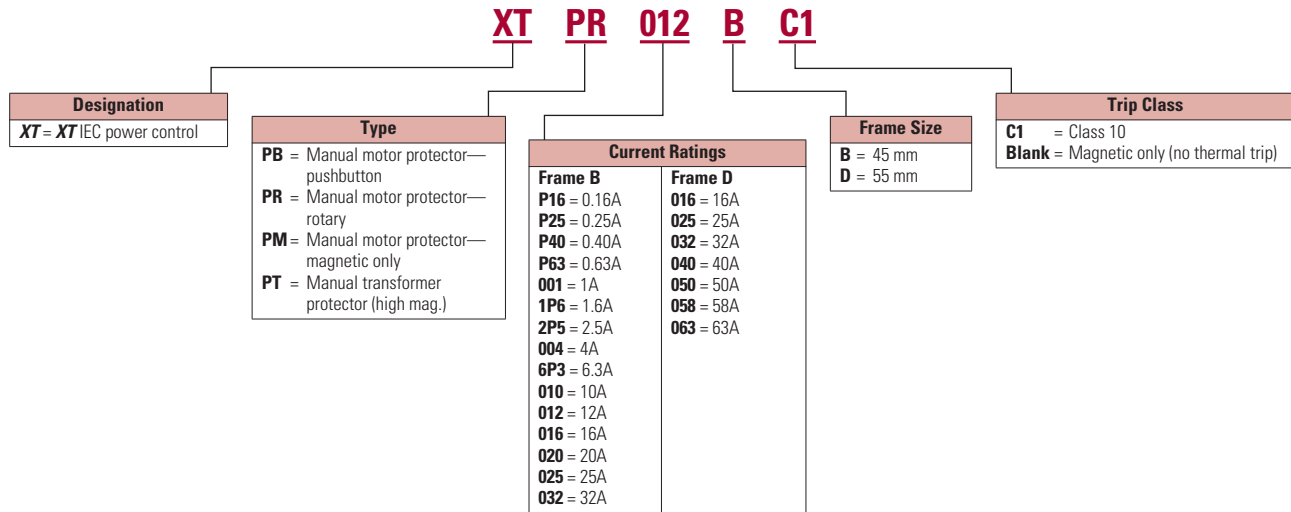 XT PR 012 B C1
Designation
XT = XT IEC power control
Type
PB = Manual motor protector—
pushbutton
PR = Manual motor protector—
rotary
PM = Manual motor protector—
magnetic only
PT = Manual transformer
protector (high mag.)
Current Ratings
Frame B
P16 = 0.16A
P25 = 0.25A
P40 = 0.40A
P63 = 0.63A
001 = 1A
1P6 = 1.6A
2P5 = 2.5A
004 = 4A
6P3 = 6.3A
010 = 10A
012 = 12A
016 = 16A
020 = 20A
025 = 25A
032 = 32A
Frame D
016 = 16A
025 = 25A
032 = 32A
040 = 40A
050 = 50A
058 = 58A
063 = 63A
Frame Size
B = 45 mm
D = 55 mm
Trip Class
C1 = Class 10
Blank = Magnetic only (no thermal trip)